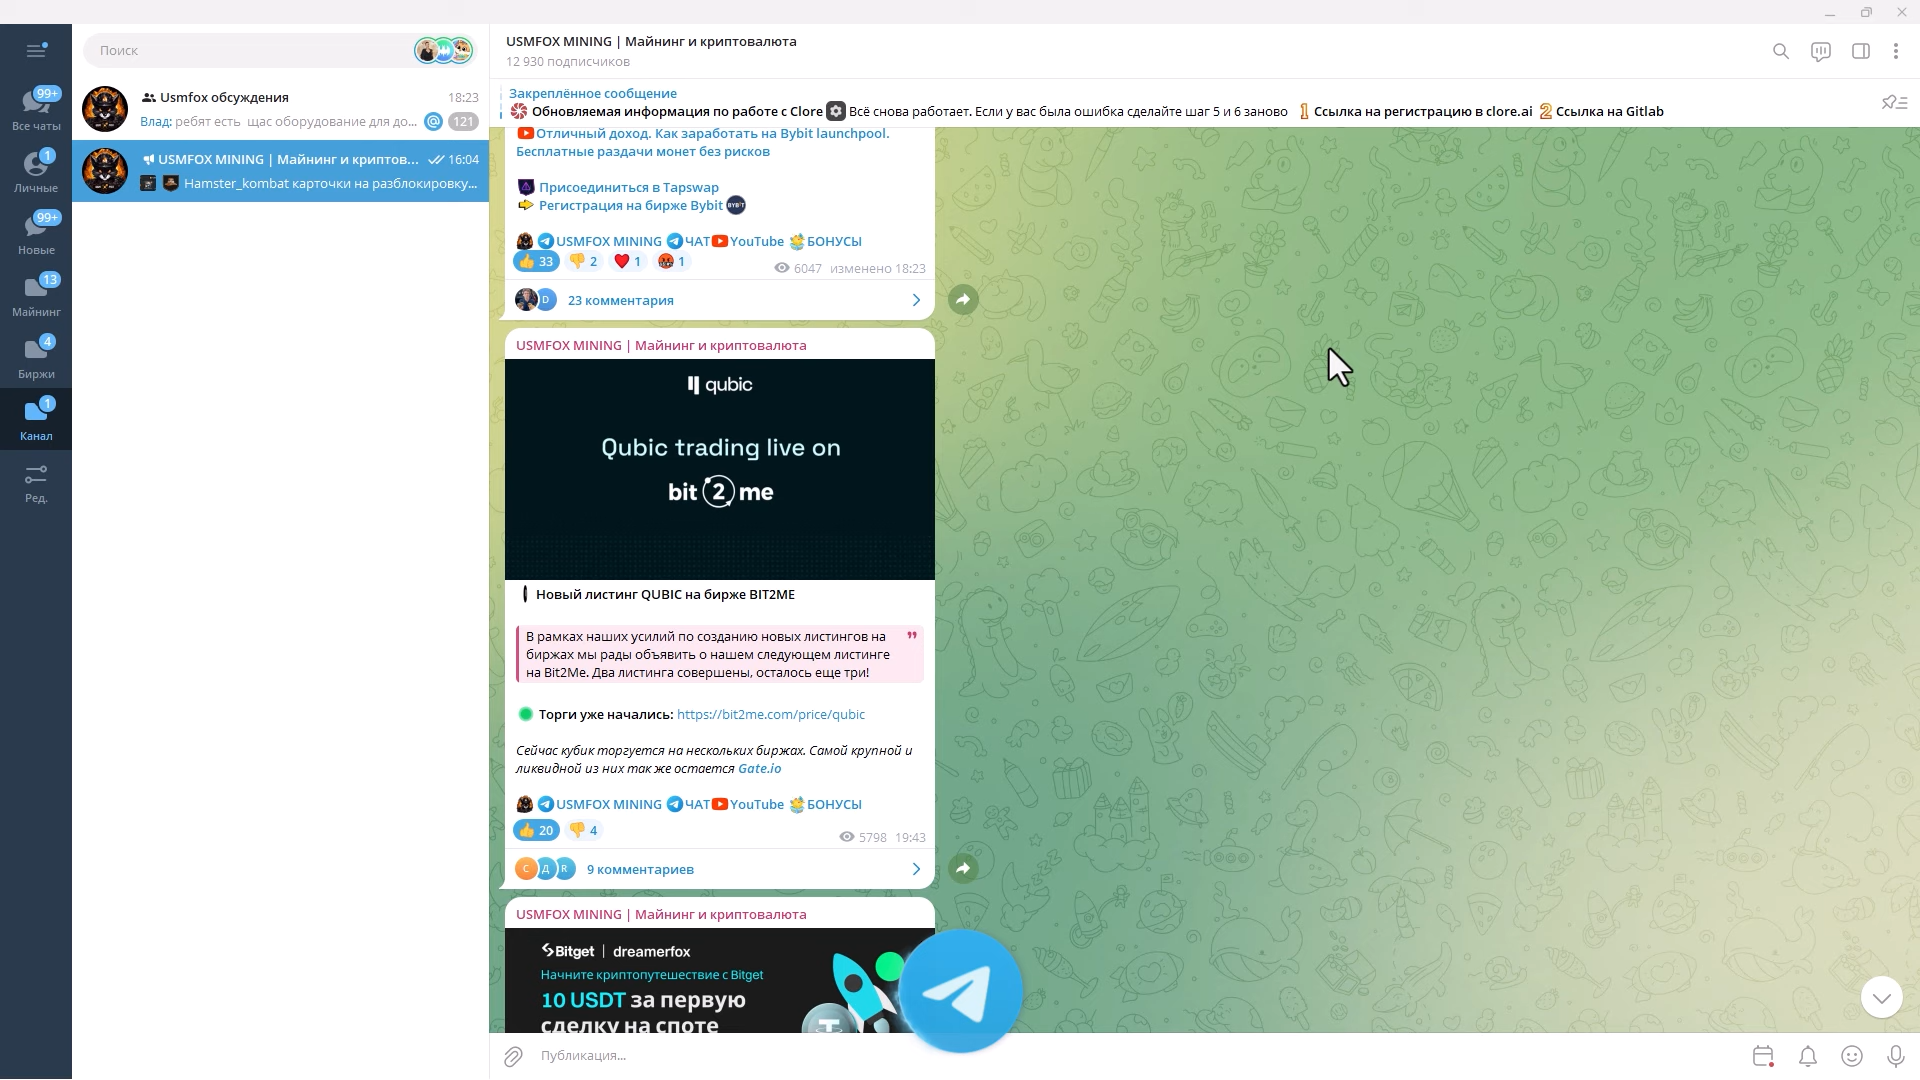 Поиск
Все чаты
99+
Личные
1
Новые
99+
Майнинг
13
Биржи
4
Канал
1
Ред.
Usmfox обсуждения 18:23
Влад: ребят есть щас оборудование для до... 121
USMFOX MINING | Майнинг и криптов... 16:04
Hamster_kombat карточки на разблокировку...
USMFOX MINING | Майнинг и криптовалюта
12 930 подписчиков
Закреплённое сообщение
Обновляемая информация по работе с Clore Всё снова работает. Если у вас была ошибка сделайте шаг 5 и 6 заново 1 Ссылка на регистрацию в clore.ai 2 Ссылка на Gitlab
Отличный доход. Как заработать на Bybit launchpool.
Бесплатные раздачи монет без рисков
Присоединиться в Tapswap
Регистрация на бирже Bybit
USMFOX MINING ЧАТ YouTube БОНУСЫ
33 2 1 1 6047 изменено 18:23
D 23 комментария
USMFOX MINING | Майнинг и криптовалюта
qubic
Qubic trading live on
bit 2 me
Новый листинг QUBIC на бирже BIT2ME
В рамках наших усилий по созданию новых листингов на
биржах мы рады объявить о нашем следующем листинге
на Bit2Me. Два листинга совершены, осталось еще три!
Торги уже начались: https://bit2me.com/price/qubic
Сейчас кубик торгуется на нескольких биржах. Самой крупной и
ликвидной из них так же остается Gate.io
USMFOX MINING ЧАТ YouTube БОНУСЫ
20 4 5798 19:43
С Д R 9 комментариев
USMFOX MINING | Майнинг и криптовалюта
Bitget | dreamerfox
Начните криптопутешествие с Bitget
10 USDT за первую
сделку на споте
Публикация...